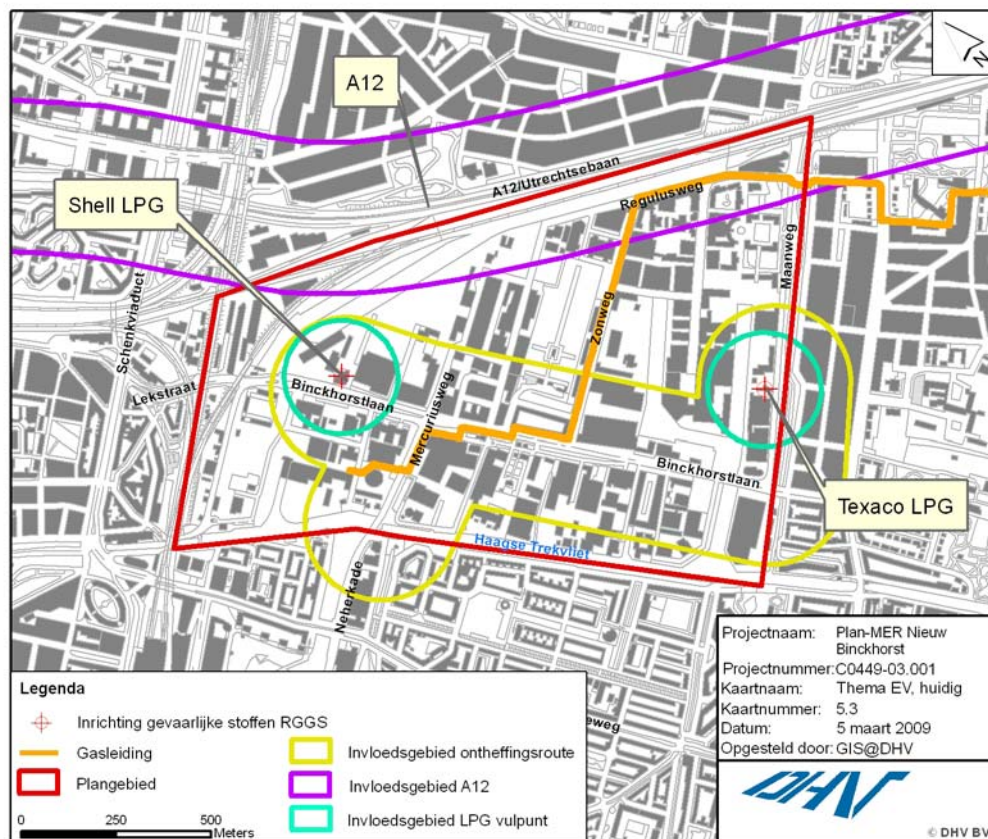 A12
Shell LPG
A12/Utrechtsebaan
Regulusweg
Maanweg
Schenkviaduct
Zonweg
Lekstraat
Binckhorstlaan
Mercuriusweg
Binckhorstlaan
Texaco LPG
Haagse Trekvliet
Neherkade
eweg
N
Legenda
Inrichting gevaarlijke stoffen RGGS
Gasleiding
Plangebied
Invloedsgebied ontheffingsroute
Invloedsgebied A12
Invloedsgebied LPG vulpunt
0 250 500
Meters
Projectnaam: Plan-MER Nieuw
Binckhorst
Projectnummer: C0449-03.001
Kaartnaam: Thema EV, huidig
Kaartnummer: 5.3
Datum: 5 maart 2009
Opgesteld door: GIS@DHV
DHV
© DHV BV